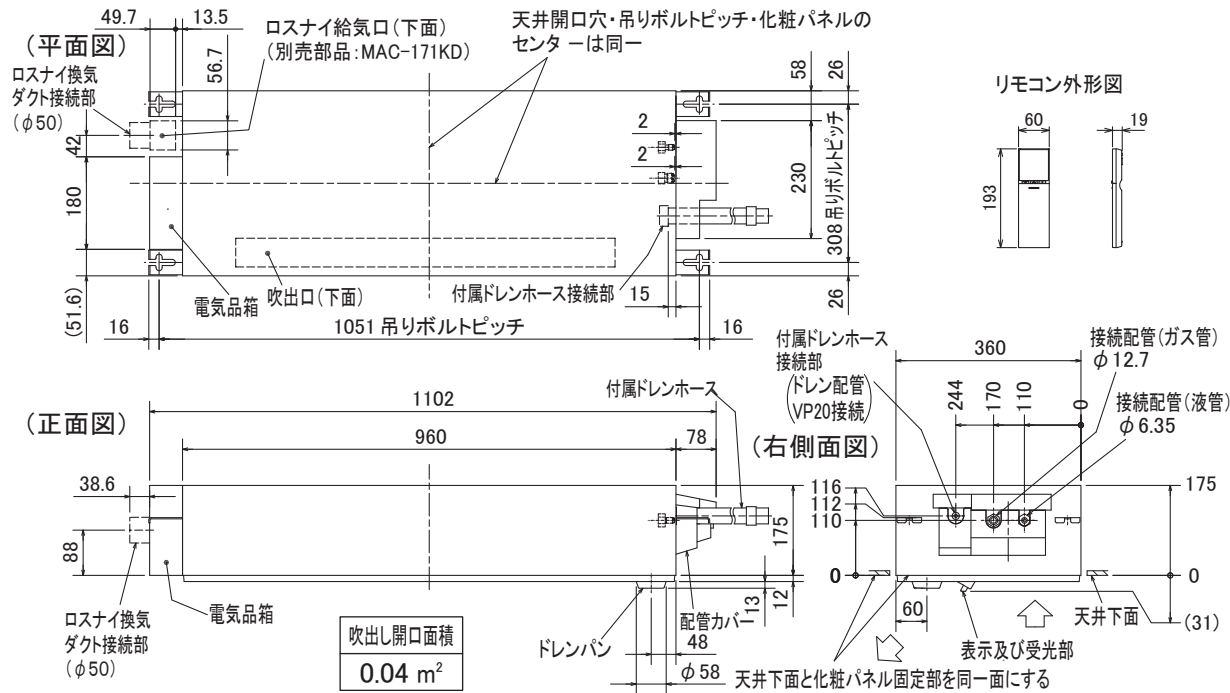 49.7
13.5
ロスナイ給気口(下面)
(別売部品:MAC-171KD)
天井開口穴・吊りボルトピッチ・化粧パネルの
センターは同一
(平面図)
ロスナイ換気
ダクト接続部
(φ50)
56.7
42
180
(51.6)
58
26
2
2
230
308 吊りボルトピッチ
26
リモコン外形図
60
19
193
電気品箱
吹出口(下面)
付属ドレンホース接続部
15
16
1051 吊りボルトピッチ
16
(正面図)
1102
付属ドレンホース
960
78
38.6
88
175
13
12
ロスナイ換気
ダクト接続部
(φ50)
電気品箱
吹出し開口面積
0.04 m²
ドレンパン
配管カバー
48
φ58
付属ドレンホース
接続部
(ドレン配管
VP20接続)
360
接続配管(ガス管)
φ12.7
244
170
110
0
接続配管(液管)
φ6.35
(右側面図)
116
112
110
0
175
0
(31)
60
天井下面
表示及び受光部
天井下面と化粧パネル固定部を同一面にする